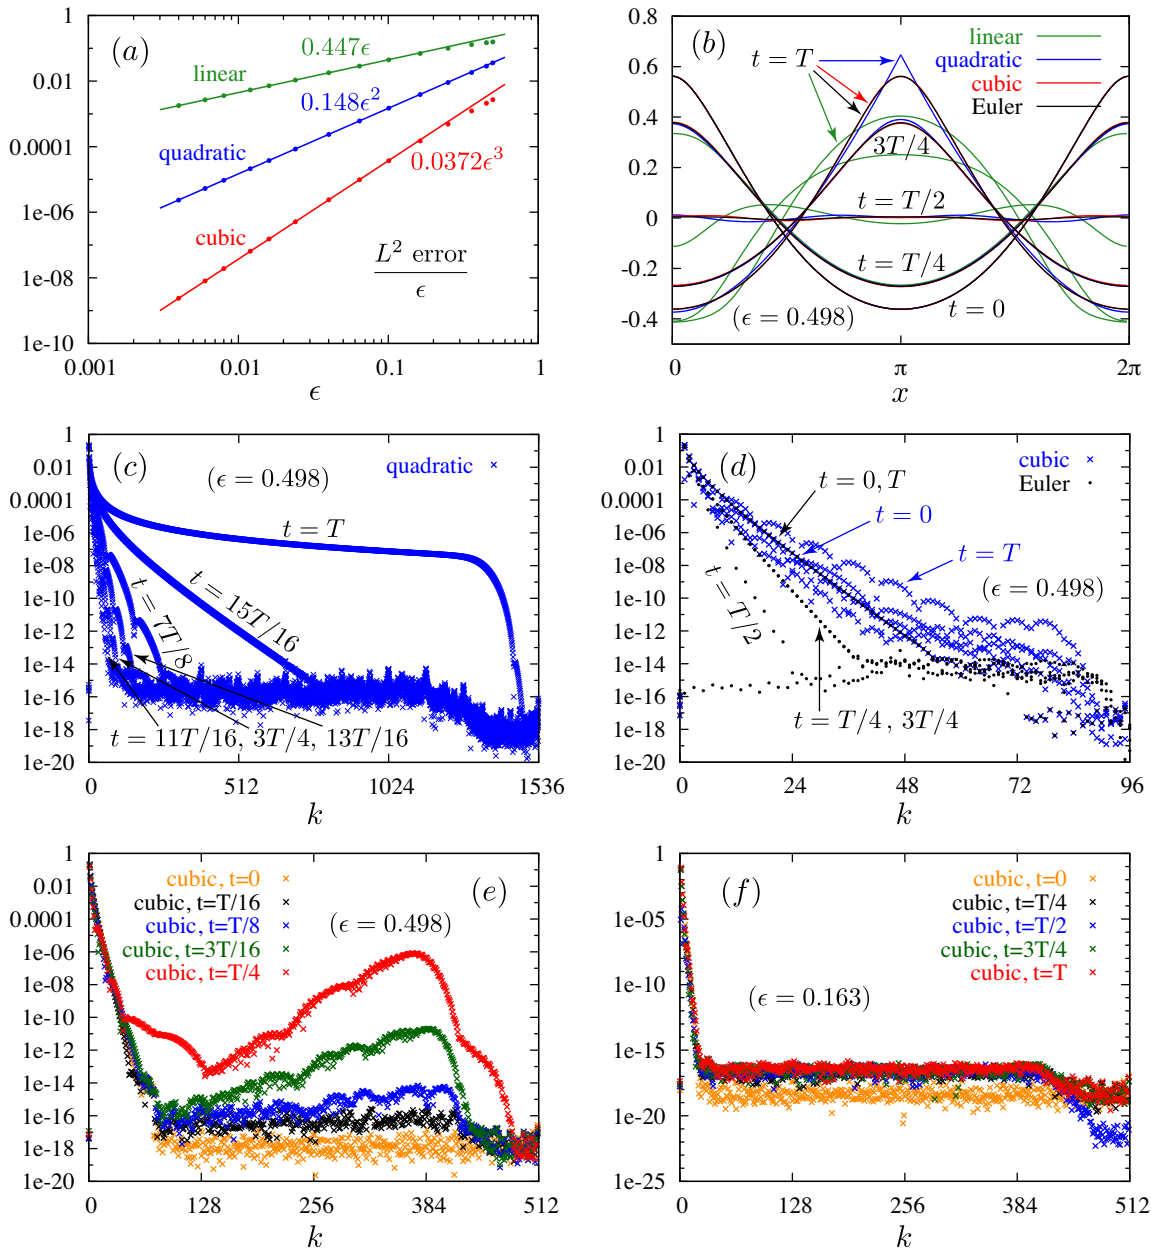 (a)
1
0.01
0.0001
1e-06
1e-08
1e-10
0.001
0.01
0.1
1
ϵ
linear
quadratic
cubic
0.447ϵ
0.148ϵ²
0.0372ϵ³
L² error
ϵ
(b)
0.8
0.6
0.4
0.2
0
-0.2
-0.4
0
π
2π
x
linear
quadratic
cubic
Euler
t = T
3T/4
t = T/2
t = T/4
t = 0
(ϵ = 0.498)
(c)
1
0.01
0.0001
1e-06
1e-08
1e-10
1e-12
1e-14
1e-16
1e-18
1e-20
0
512
1024
1536
k
(ϵ = 0.498)
quadratic
t = T
t = 15T/16
t = 7T/8
t = 11T/16, 3T/4, 13T/16
(d)
1
0.01
0.0001
1e-06
1e-08
1e-10
1e-12
1e-14
1e-16
1e-18
1e-20
0
24
48
72
96
k
cubic
Euler
t = 0, T
t = 0
t = T
(ϵ = 0.498)
t = T/2
t = T/4 , 3T/4
(e)
1
0.01
0.0001
1e-06
1e-08
1e-10
1e-12
1e-14
1e-16
1e-18
1e-20
0
128
256
384
512
k
cubic, t=0
cubic, t=T/16
cubic, t=T/8
cubic, t=3T/16
cubic, t=T/4
(ϵ = 0.498)
(f)
1
1e-05
1e-10
1e-15
1e-20
1e-25
0
128
256
384
512
k
cubic, t=0
cubic, t=T/4
cubic, t=T/2
cubic, t=3T/4
cubic, t=T
(ϵ = 0.163)